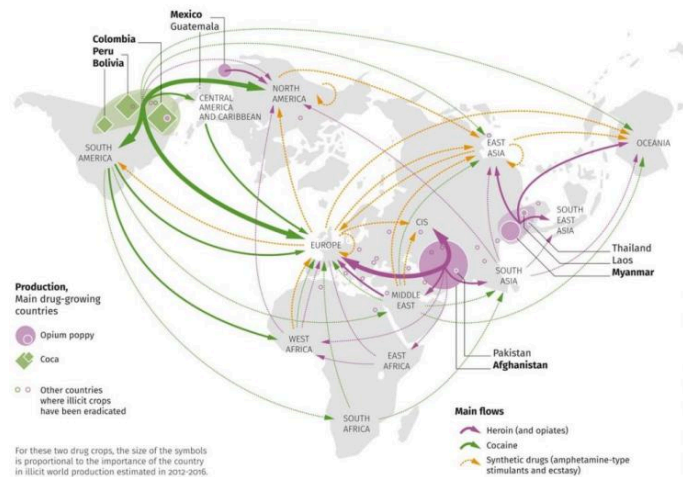 Mexico
Guatemala
Colombia
Peru
Bolivia
NORTH
AMERICA
CENTRAL
AMERICA
AND CARIBBEAN
SOUTH
AMERICA
EAST
ASIA
OCEANIA
CIS
EUROPE
SOUTH
EAST
ASIA
Thailand
Laos
Myanmar
SOUTH
ASIA
MIDDLE
EAST
WEST
AFRICA
EAST
AFRICA
Pakistan
Afghanistan
SOUTH
AFRICA
Production,
Main drug-growing
countries
Opium poppy
Coca
Other countries
where illicit crops
have been eradicated
For these two drug crops, the size of the symbols
is proportional to the importance of the country
in illicit world production estimated in 2012-2016.
Main flows
Heroin (and opiates)
Cocaine
Synthetic drugs (amphetamine-type
stimulants and ecstasy)